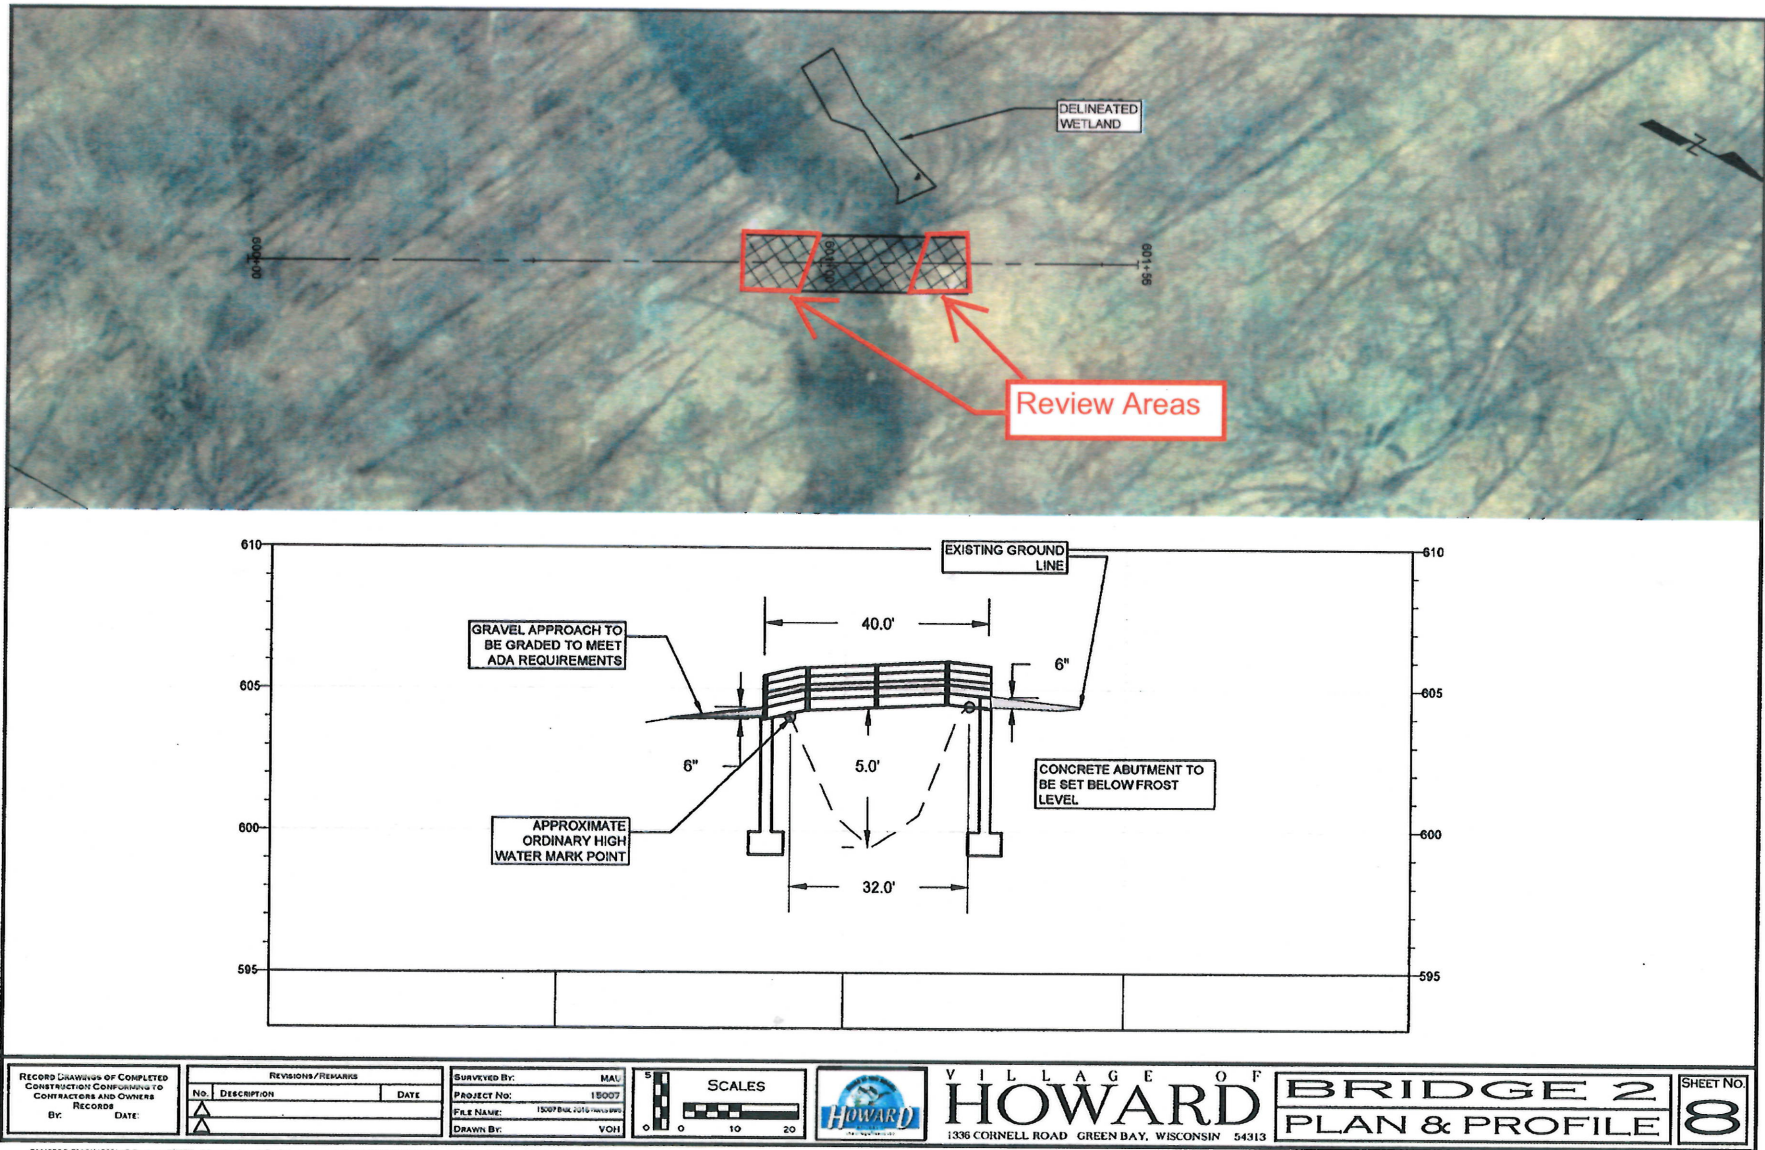 DELINEATED
WETLAND
N
600+00
601+00
601+56
Review Areas
610
605
600
595
610
605
600
595
EXISTING GROUND
LINE
40.0'
GRAVEL APPROACH TO
BE GRADED TO MEET
ADA REQUIREMENTS
6"
6"
5.0'
CONCRETE ABUTMENT TO
BE SET BELOW FROST
LEVEL
APPROXIMATE
ORDINARY HIGH
WATER MARK POINT
32.0'
RECORD DRAWINGS OF COMPLETED
CONSTRUCTION CONFORMING TO
CONTRACTORS AND OWNERS
RECORDS
BY: DATE:
REVISIONS/REMARKS
NO. DESCRIPTION DATE
SURVEYED BY: MAU
PROJECT NO: 15007
FILE NAME:
DRAWN BY: VOH
SCALES
5
0
0 10 20
HOWARD
VILLAGE OF
HOWARD
1336 CORNELL ROAD GREEN BAY, WISCONSIN 54313
BRIDGE 2
PLAN & PROFILE
SHEET NO.
8